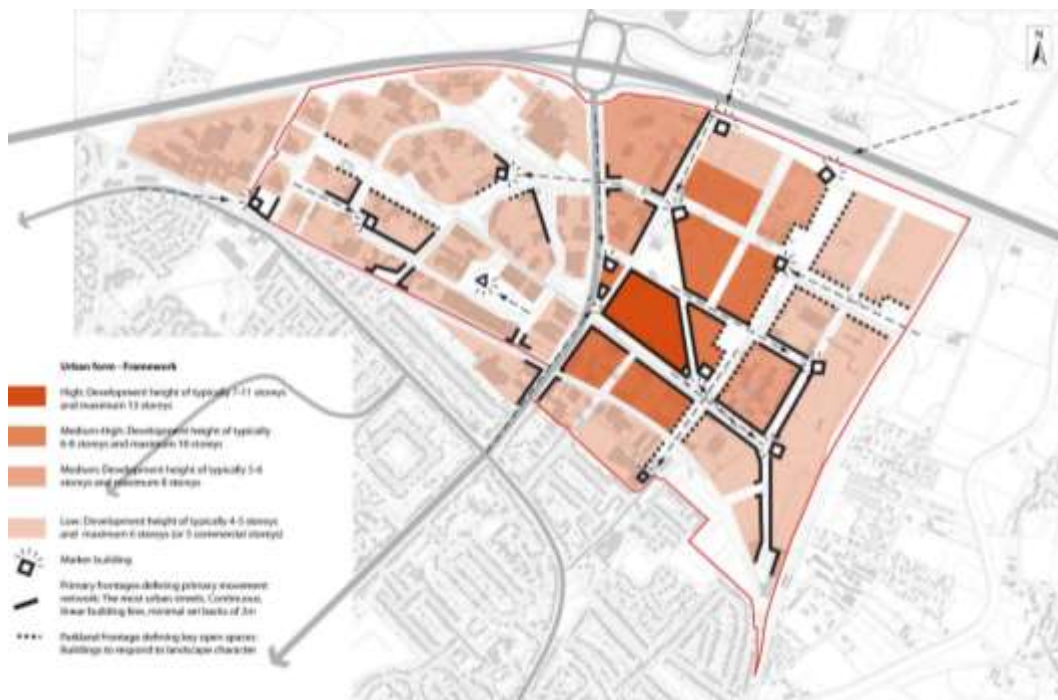 N
Urban form - Framework
High: Development height of typically 7-11 storeys
and maximum 13 storeys
Medium-High: Development height of typically
6-8 storeys and maximum 10 storeys
Medium: Development height of typically 5-6
storeys and maximum 8 storeys
Low: Development height of typically 4-5 storeys
and maximum 6 storeys (or 5 commercial storeys)
Marker building
Primary frontages defining primary movement
network: The most urban streets. Continuous,
linear building line, minimal set backs of 2m
Parkland frontage defining key open spaces:
Buildings to respond to landscape character